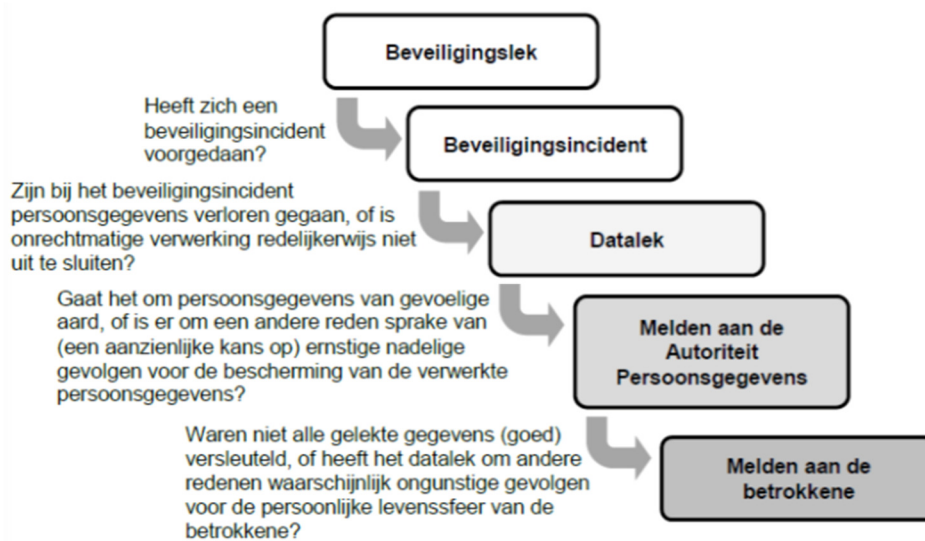 Beveiligingslek
Heeft zich een
beveiligingsincident
voorgedaan?
Beveiligingsincident
Zijn bij het beveiligingsincident
persoonsgegevens verloren gegaan, of is
onrechtmatige verwerking redelijkerwijs niet
uit te sluiten?
Datalek
Gaat het om persoonsgegevens van gevoelige
aard, of is er om een andere reden sprake van
(een aanzienlijke kans op) ernstige nadelige
gevolgen voor de bescherming van de verwerkte
persoonsgegevens?
Melden aan de
Autoriteit
Persoonsgegevens
Waren niet alle gelekte gegevens (goed)
versleuteld, of heeft het datalek om andere
redenen waarschijnlijk ongunstige gevolgen
voor de persoonlijke levenssfeer van de
betrokkene?
Melden aan de
betrokkene